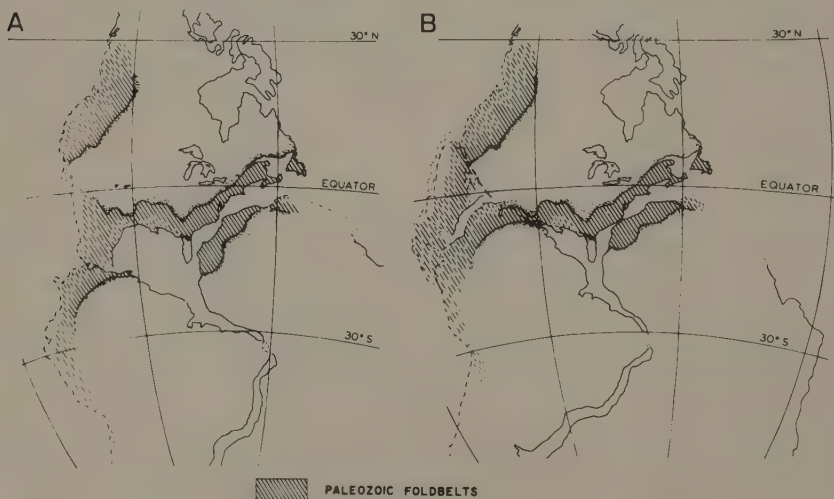 A
30° N
B
30° N
EQUATOR
EQUATOR
30° S
30° S
PALEOZOIC FOLDBELTS